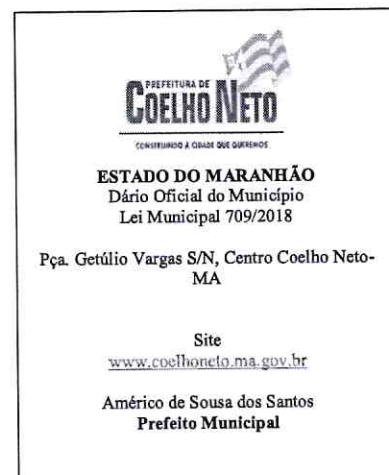 PREFEITURA DE
COELHO NETO
CONSTRUINDO A CIDADE QUE QUEREMOS
ESTADO DO MARANHÃO
Dário Oficial do Município
Lei Municipal 709/2018
Pça. Getúlio Vargas S/N, Centro Coelho Neto-
MA
Site
www.coelhoneto.ma.gov.br
Américo de Sousa dos Santos
Prefeito Municipal